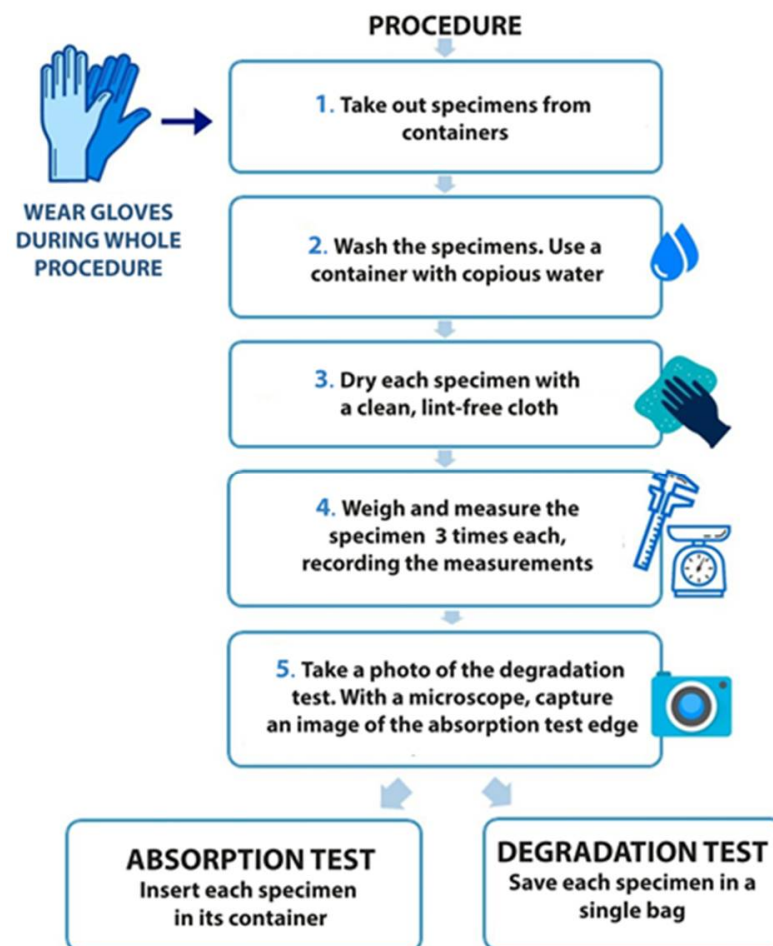 PROCEDURE
1. Take out specimens from
containers
WEAR GLOVES
DURING WHOLE
PROCEDURE
2. Wash the specimens. Use a
container with copious water
3. Dry each specimen with
a clean, lint-free cloth
4. Weigh and measure the
specimen 3 times each,
recording the measurements
5. Take a photo of the degradation
test. With a microscope, capture
an image of the absorption test edge
ABSORPTION TEST
Insert each specimen
in its container
DEGRADATION TEST
Save each specimen in a
single bag